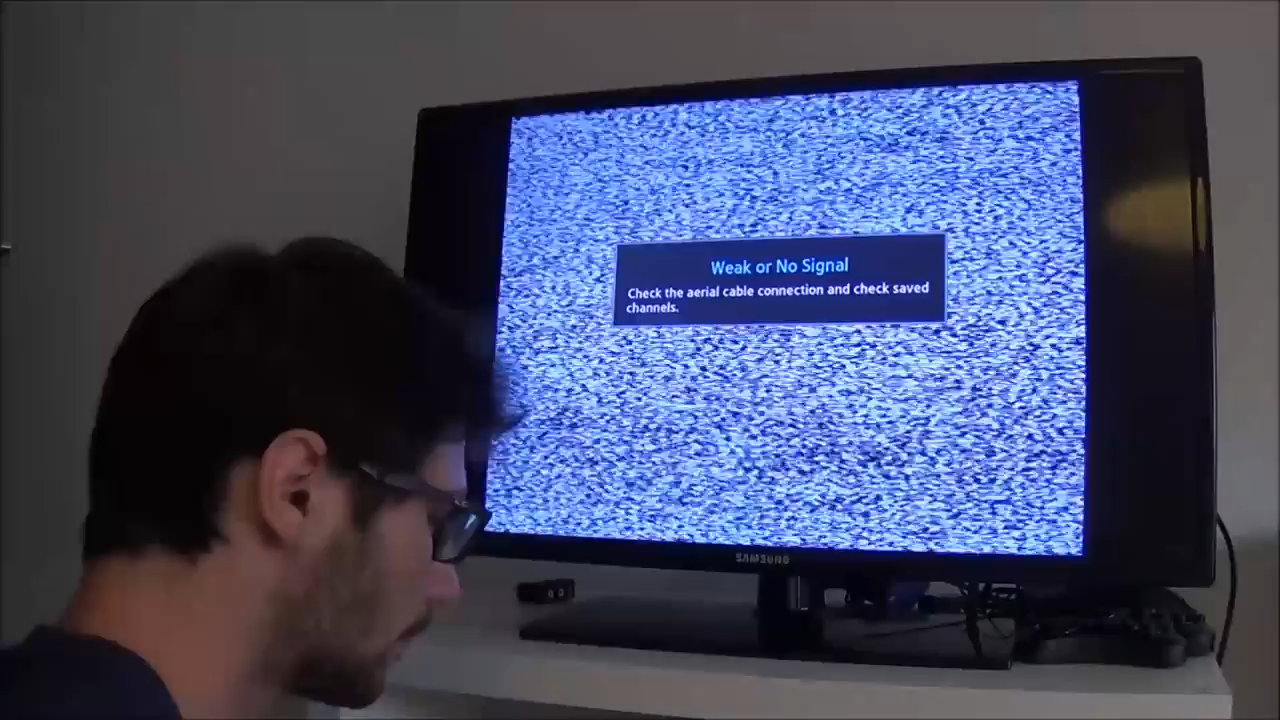 Weak or No Signal
Check the aerial cable connection and check saved
channels.
SAMSUNG